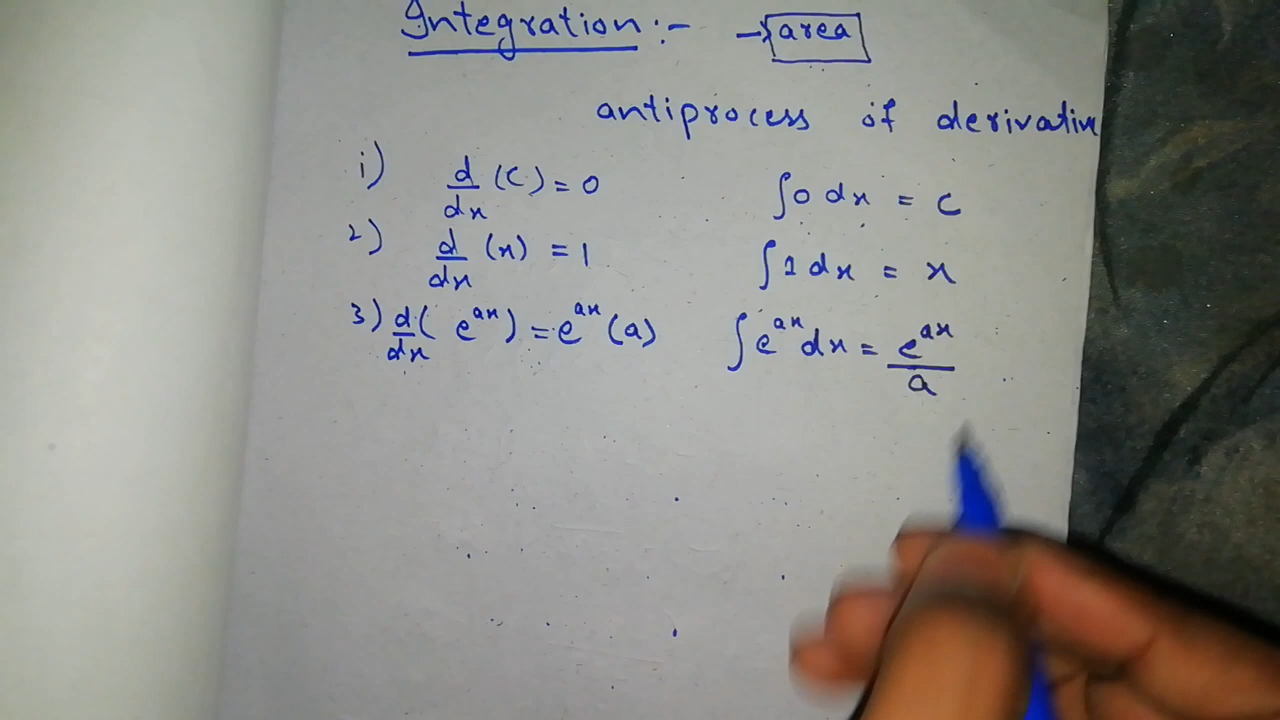 Integration :- → area
antiprocess of derivative
1) d/dx (c) = 0 ∫0 dx = c
2) d/dx (x) = 1 ∫1 dx = x
3) d/dx ( e^{ax} ) = e^{ax} (a) ∫e^{ax} dx = e^{ax}/a